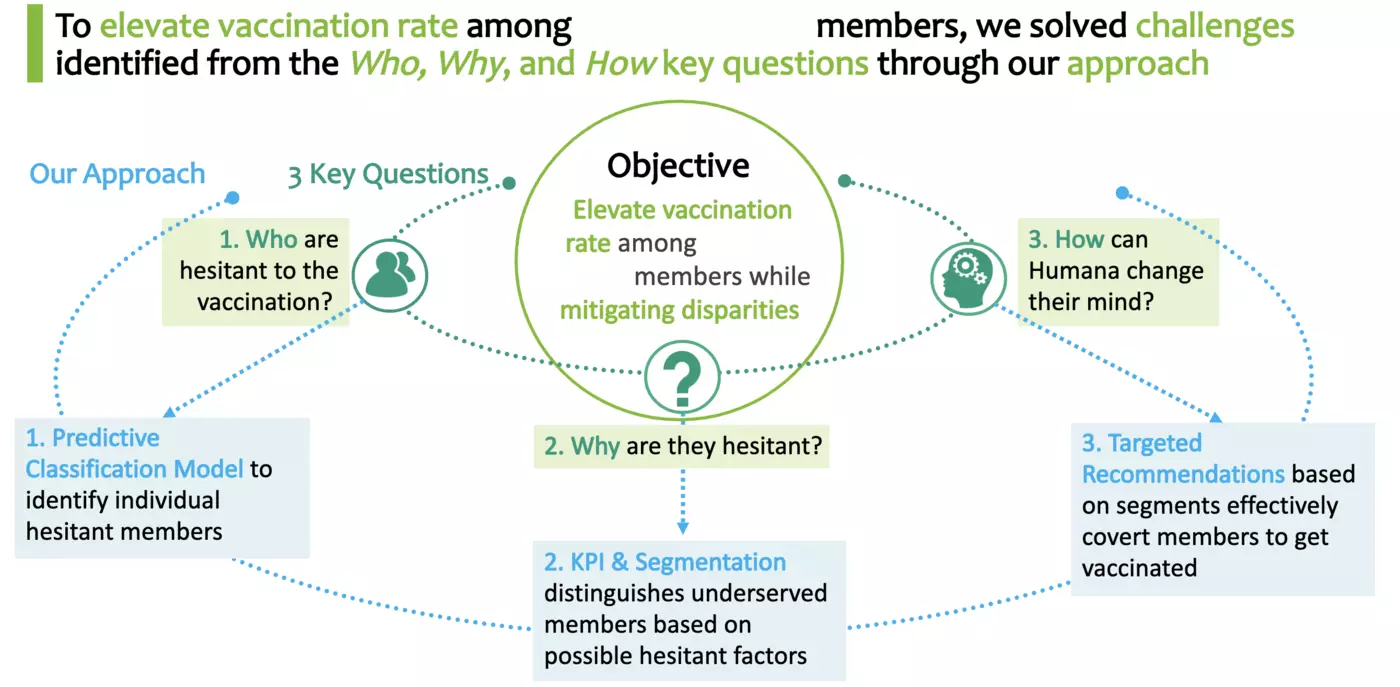 To elevate vaccination rate among members, we solved challenges
identified from the Who, Why, and How key questions through our approach
Our Approach
3 Key Questions
Objective
Elevate vaccination
rate among
members while
mitigating disparities
1. Who are
hesitant to the
vaccination?
2. Why are they hesitant?
3. How can
Humana change
their mind?
1. Predictive
Classification Model to
identify individual
hesitant members
2. KPI & Segmentation
distinguishes underserved
members based on
possible hesitant factors
3. Targeted
Recommendations based
on segments effectively
covert members to get
vaccinated